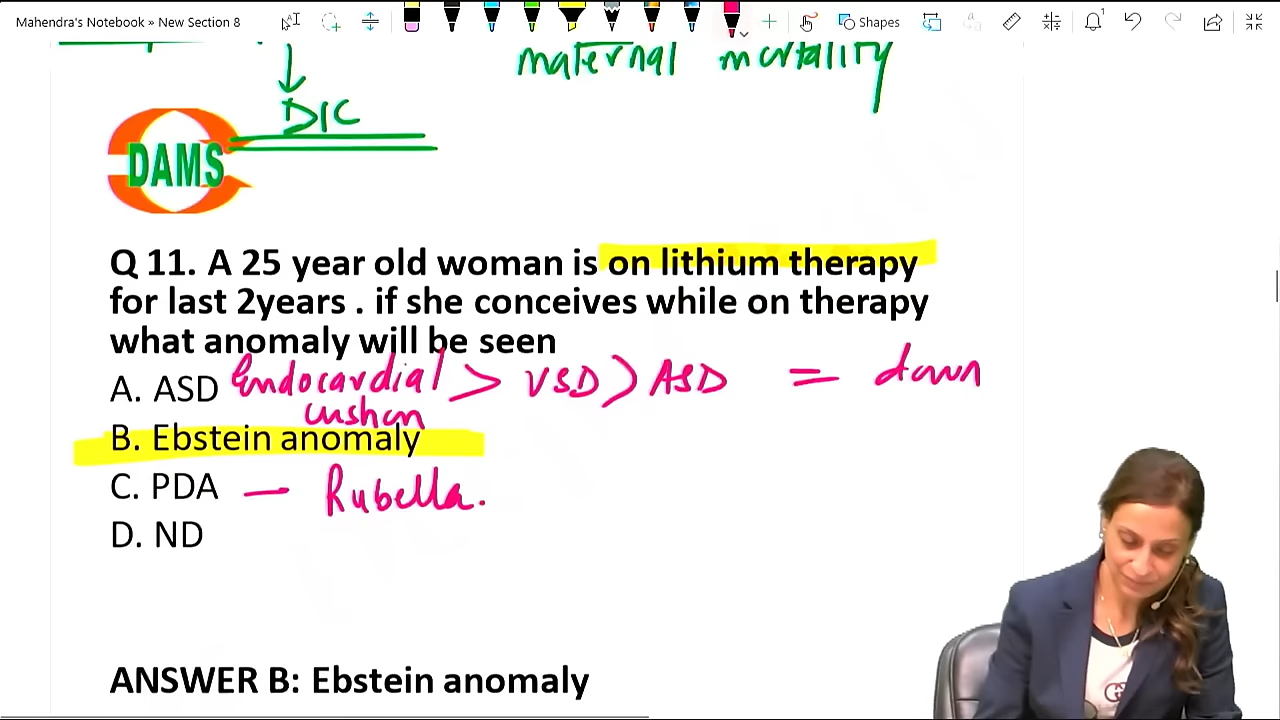 Mahendra's Notebook » New Section 8
Shapes
1
maternal mortality
DIC
DAMS
Q 11. A 25 year old woman is on lithium therapy
for last 2years . if she conceives while on therapy
what anomaly will be seen
A. ASD Endocardial > VSD > ASD = down
cushon
B. Ebstein anomaly
C. PDA — Rubella.
D. ND
ANSWER B: Ebstein anomaly